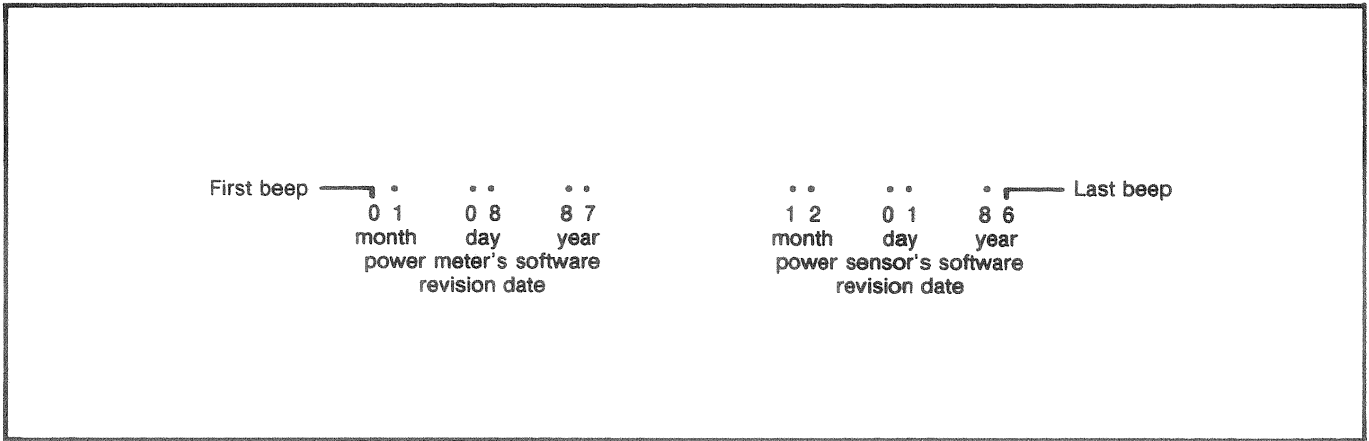 First beep Last beep
0 1 0 8 8 7 1 2 0 1 8 6
month day year month day year
power meter's software power sensor's software
revision date revision date